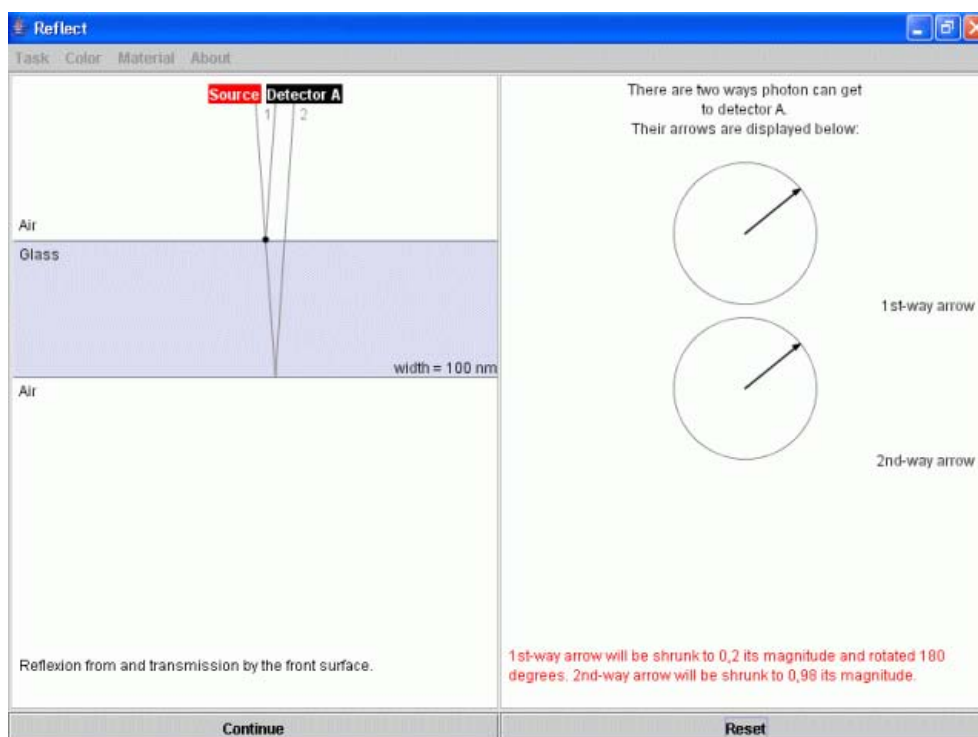 Reflect
Task Color Material About
Source Detector A
1 2
Air
Glass
width = 100 nm
Air
Reflexion from and transmission by the front surface.
There are two ways photon can get
to detector A.
Their arrows are displayed below:
1st-way arrow
2nd-way arrow
1st-way arrow will be shrunk to 0,2 its magnitude and rotated 180
degrees. 2nd-way arrow will be shrunk to 0,98 its magnitude.
Continue Reset